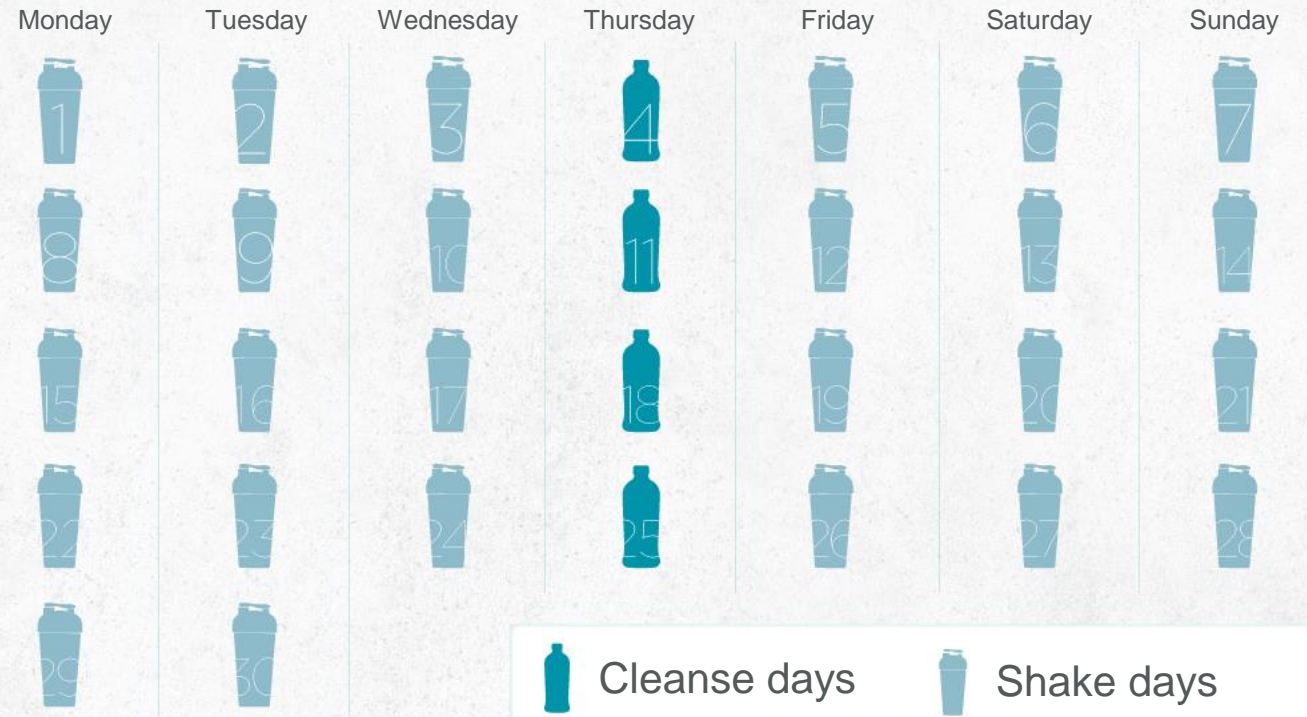 Monday Tuesday Wednesday Thursday Friday Saturday Sunday
1 2 3 4 5 6 7
8 9 10 11 12 13 14
15 16 17 18 19 20 21
22 23 24 25 26 27 28
29 30
Cleanse days Shake days